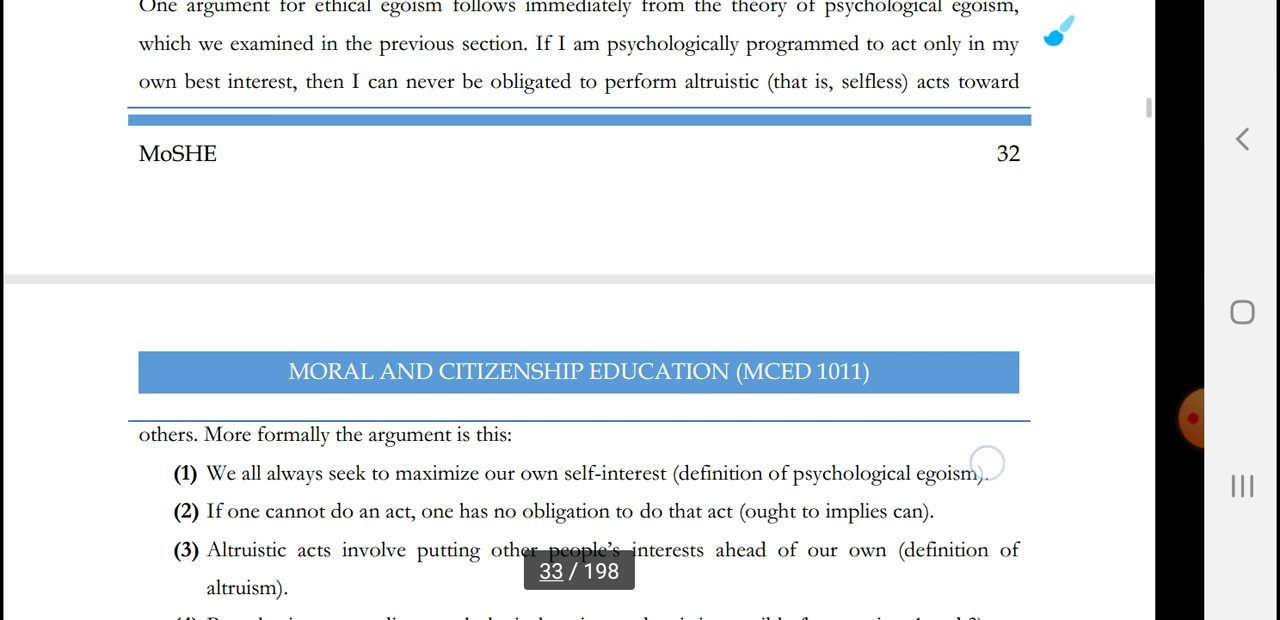 One argument for ethical egoism follows immediately from the theory of psychological egoism,
which we examined in the previous section. If I am psychologically programmed to act only in my
own best interest, then I can never be obligated to perform altruistic (that is, selfless) acts toward
MoSHE 32
MORAL AND CITIZENSHIP EDUCATION (MCED 1011)
others. More formally the argument is this:
(1) We all always seek to maximize our own self-interest (definition of psychological egoism).
(2) If one cannot do an act, one has no obligation to do that act (ought to implies can).
(3) Altruistic acts involve putting other people's interests ahead of our own (definition of
altruism).
33 / 198